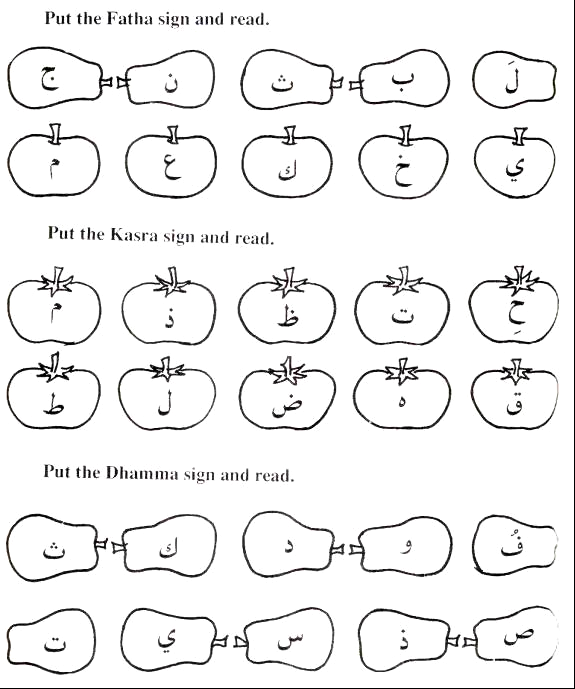 Put the Fatha sign and read.
لَ ب ث ن ج
ي خ ك ع م
Put the Kasra sign and read.
حِ ت ظ ذ م
ق ه ض ل ط
Put the Dhamma sign and read.
فُ و د ك ث
ص ذ س ي ت